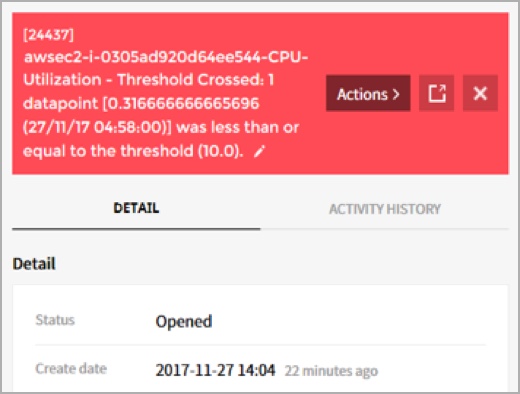 [24437]
awsec2-i-0305ad920d64ee544-CPU-
Utilization - Threshold Crossed: 1
datapoint [0.316666666665696
(27/11/17 04:58:00)] was less than or
equal to the threshold (10.0).
Actions >
DETAIL
ACTIVITY HISTORY
Detail
Status
Opened
Create date
2017-11-27 14:04 22 minutes ago